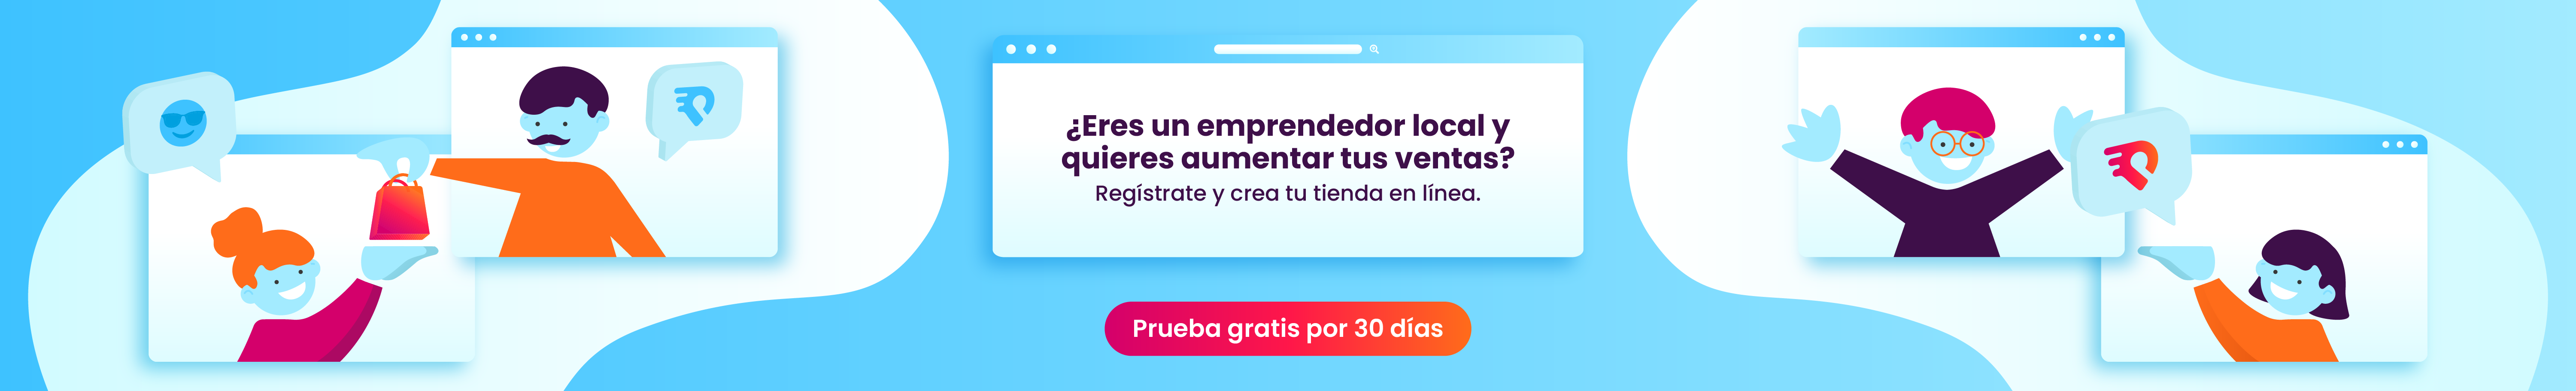 ¿Eres un emprendedor local y
quieres aumentar tus ventas?
Regístrate y crea tu tienda en línea.
Prueba gratis por 30 días